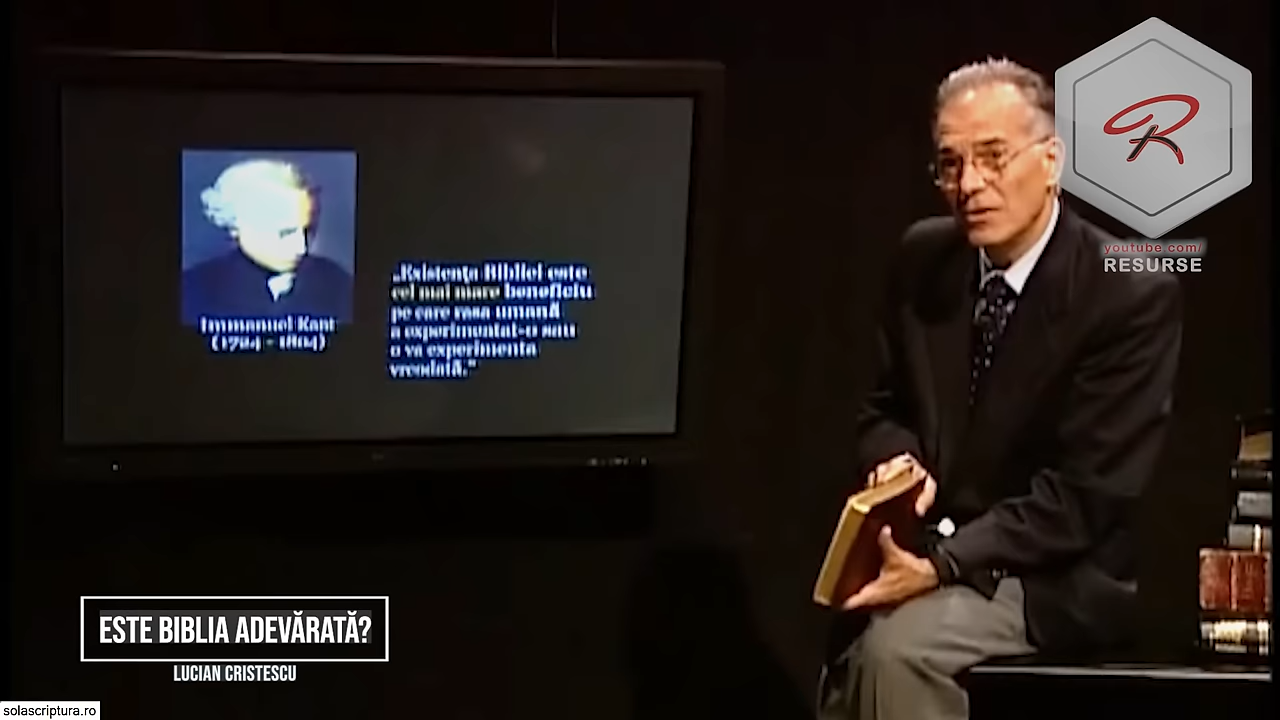 Immanuel Kant
(1724 - 1804)
„Existența Bibliei este
cel mai mare beneficiu
pe care rasa umană
a experimentat-o sau
o va experimenta
vreodată.”
R
youtube.com/
RESURSE
ESTE BIBLIA ADEVĂRATĂ?
LUCIAN CRISTESCU
solascriptura.ro